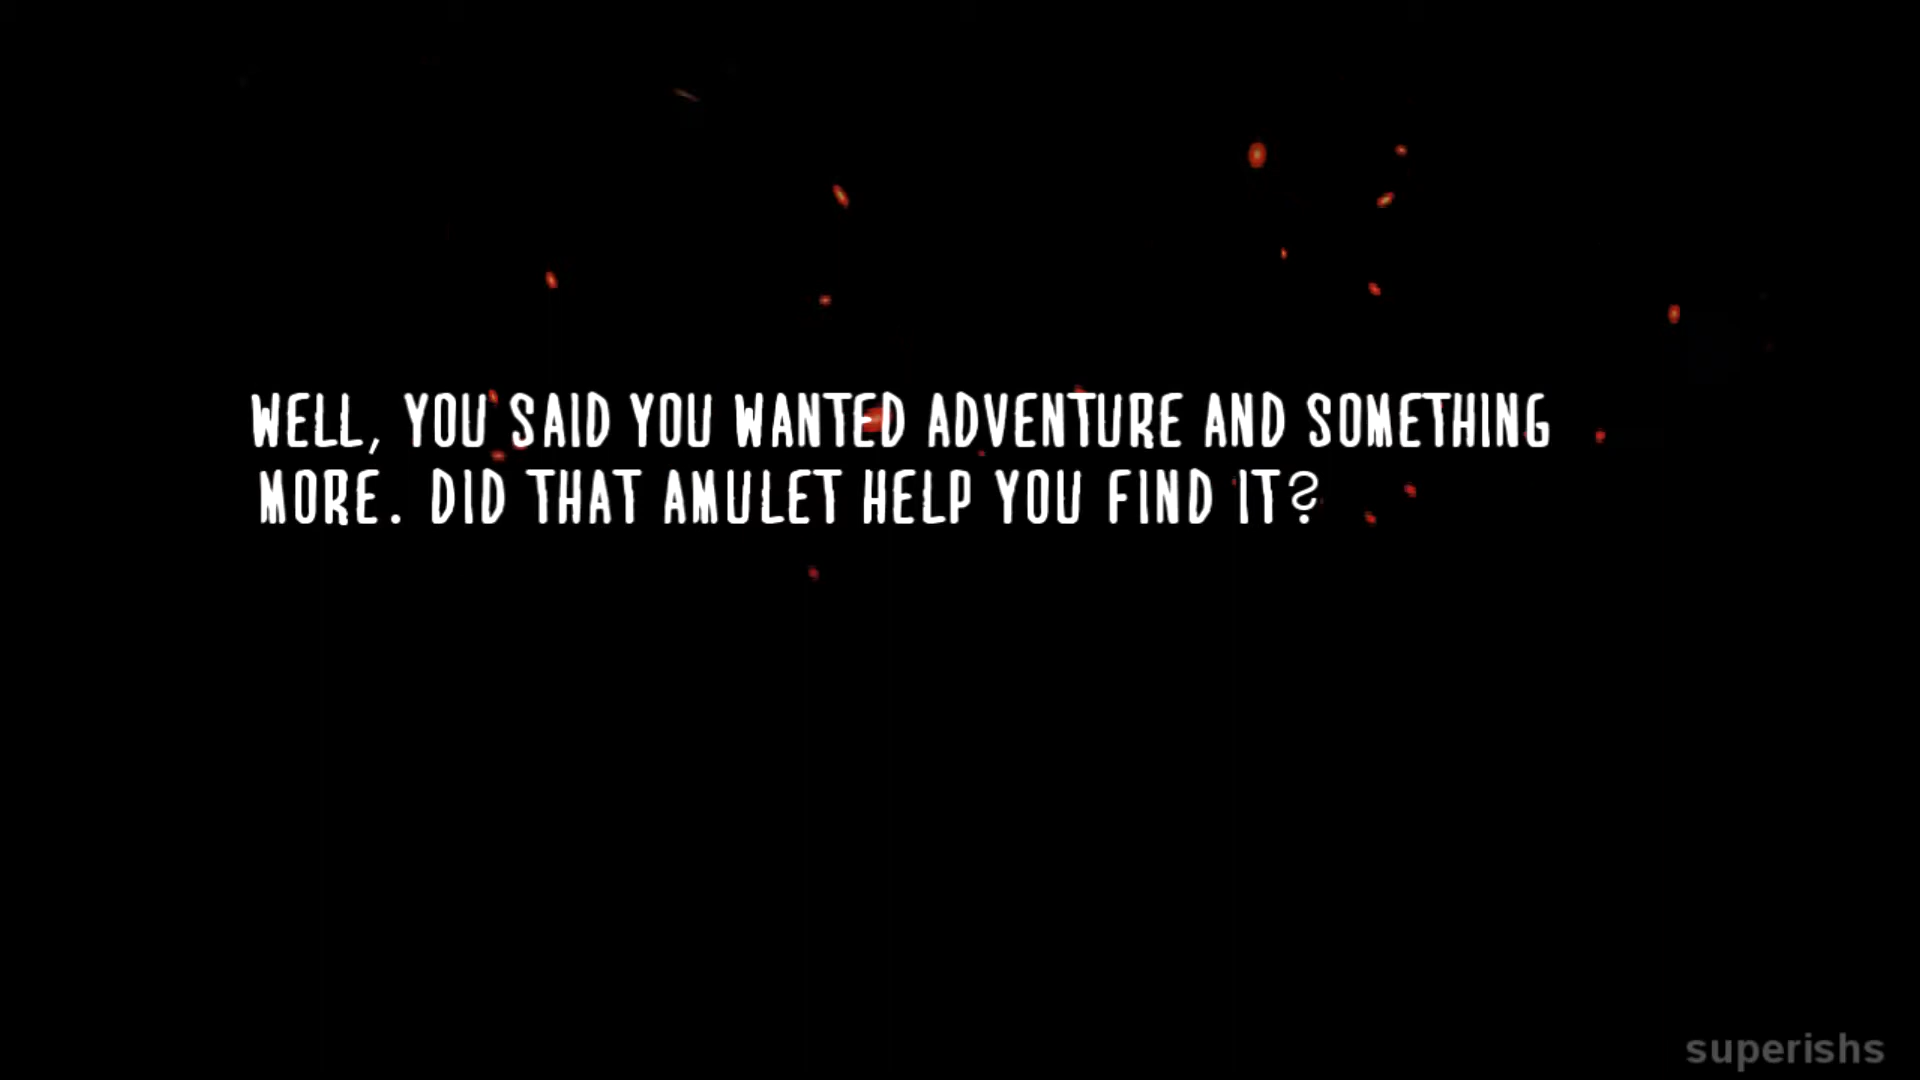 WELL, YOU SAID YOU WANTED ADVENTURE AND SOMETHING
MORE. DID THAT AMULET HELP YOU FIND IT?
superishs